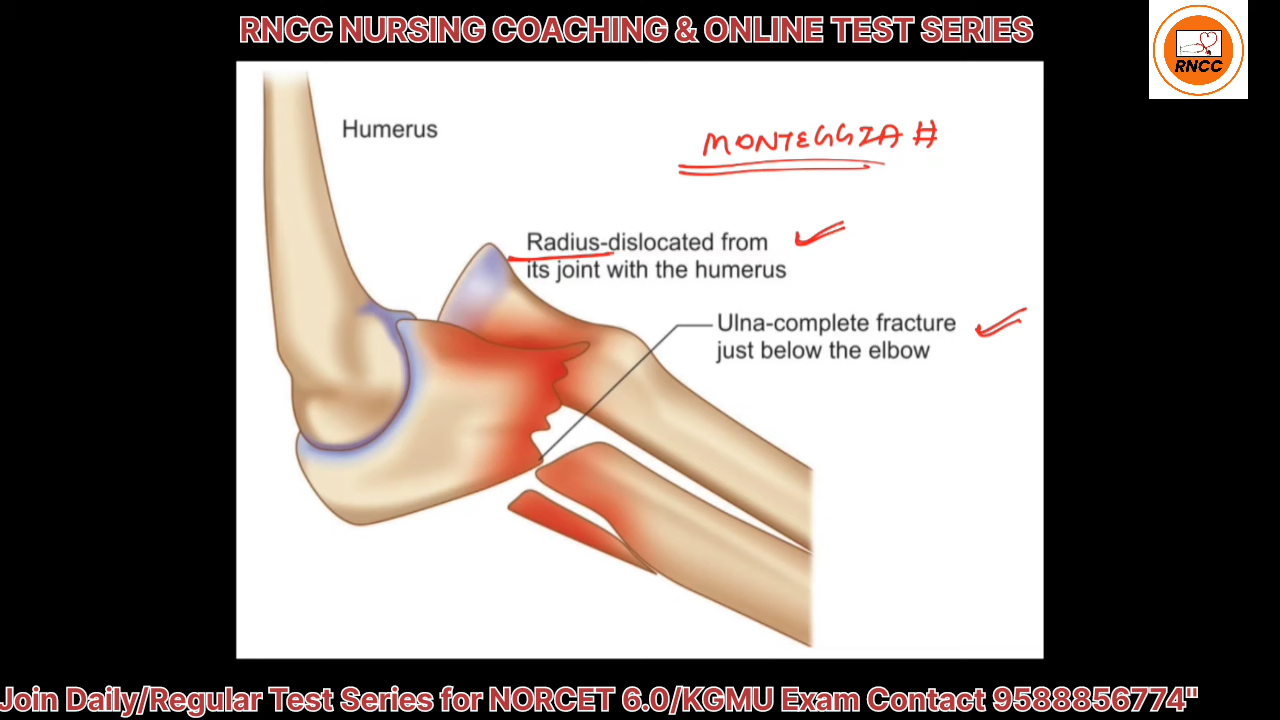 RNCC NURSING COACHING & ONLINE TEST SERIES
RNCC
Humerus
MONTEGGIA #
Radius-dislocated from
its joint with the humerus
Ulna-complete fracture
just below the elbow
Join Daily/Regular Test Series for NORCET 6.0/KGMU Exam Contact 9588856774"